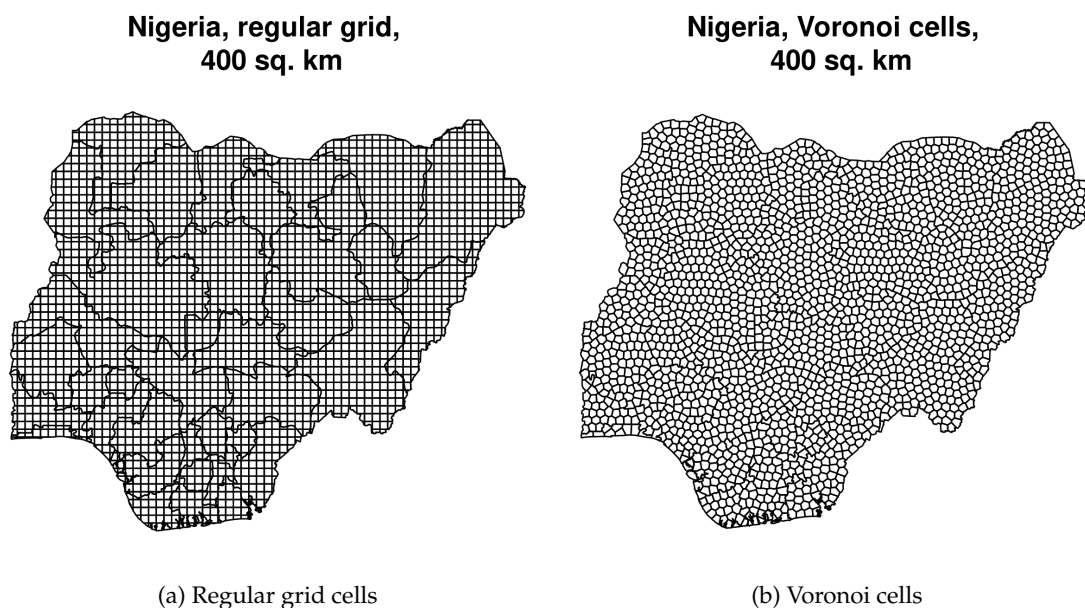 Nigeria, regular grid,
400 sq. km
Nigeria, Voronoi cells,
400 sq. km
(a) Regular grid cells
(b) Voronoi cells